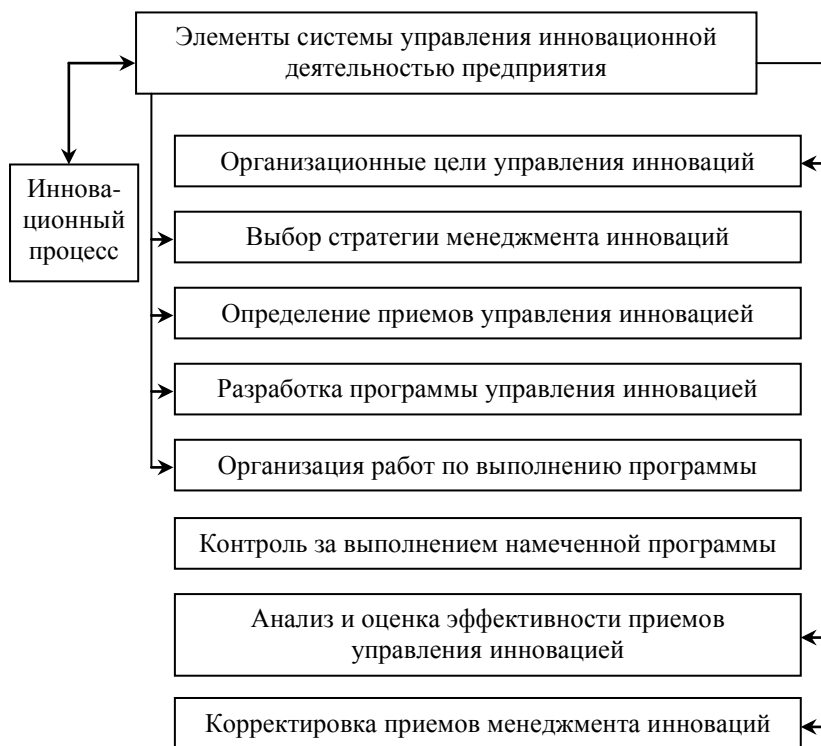 Элементы системы управления инновационной
деятельностью предприятия
Организационные цели управления инноваций
Иннова-
ционный
процесс
Выбор стратегии менеджмента инноваций
Определение приемов управления инновацией
Разработка программы управления инновацией
Организация работ по выполнению программы
Контроль за выполнением намеченной программы
Анализ и оценка эффективности приемов
управления инновацией
Корректировка приемов менеджмента инноваций